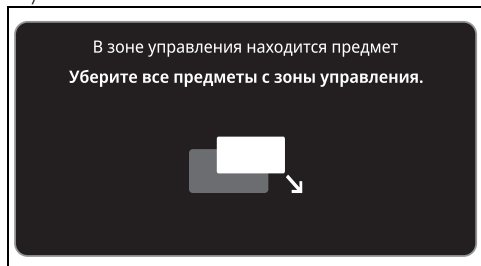 В зоне управления находится предмет
Уберите все предметы с зоны управления.